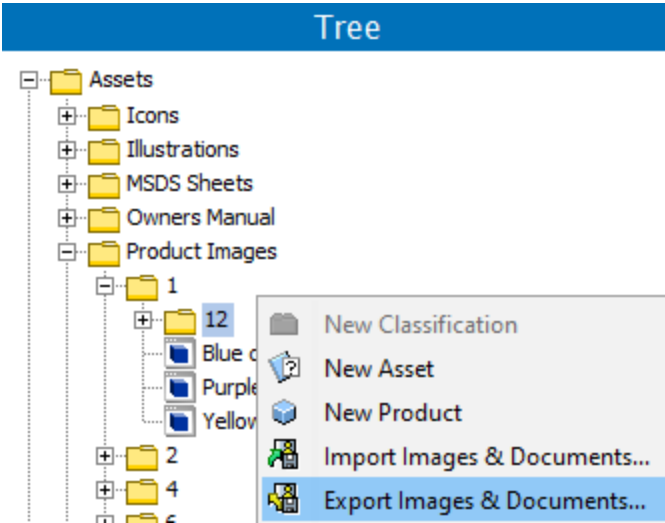 Tree
Assets
Icons
Illustrations
MSDS Sheets
Owners Manual
Product Images
1
12
Blue
Purple
Yellow
2
4
6
New Classification
New Asset
New Product
Import Images & Documents...
Export Images & Documents...